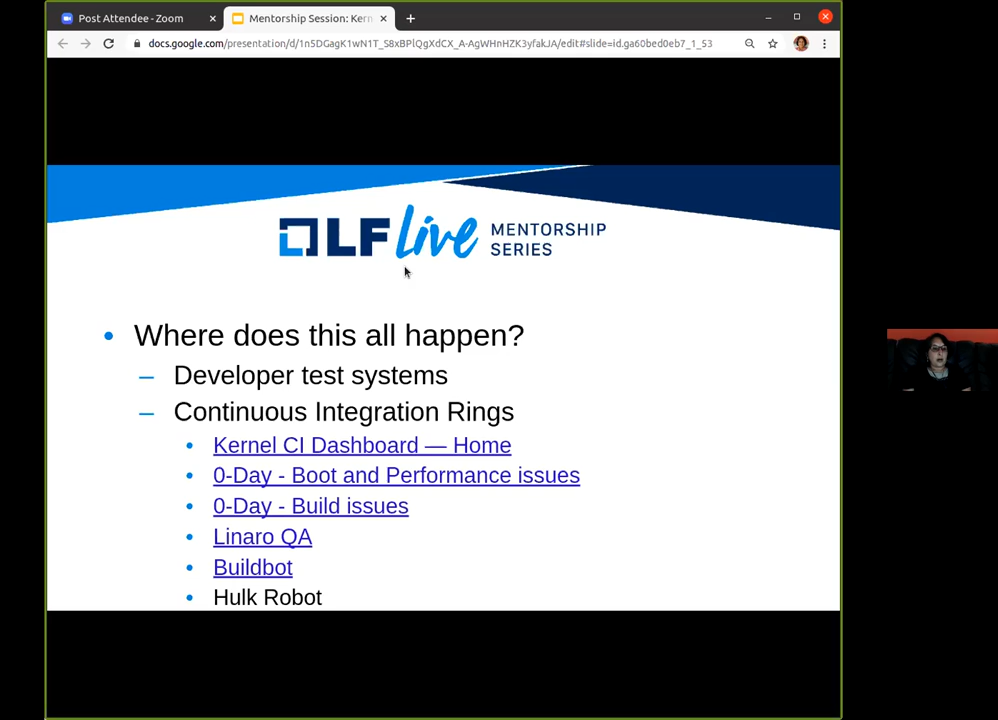 Post Attendee - Zoom
Mentorship Session: Kern
docs.google.com/presentation/d/1n5DGagK1wN1T_S8xBPlQgXdCX_A-AgWHnHZK3yfakJA/edit#slide=id.ga60bed0eb7_1_53
LF live MENTORSHIP
SERIES
• Where does this all happen?
– Developer test systems
– Continuous Integration Rings
• Kernel CI Dashboard — Home
• 0-Day - Boot and Performance issues
• 0-Day - Build issues
• Linaro QA
• Buildbot
• Hulk Robot